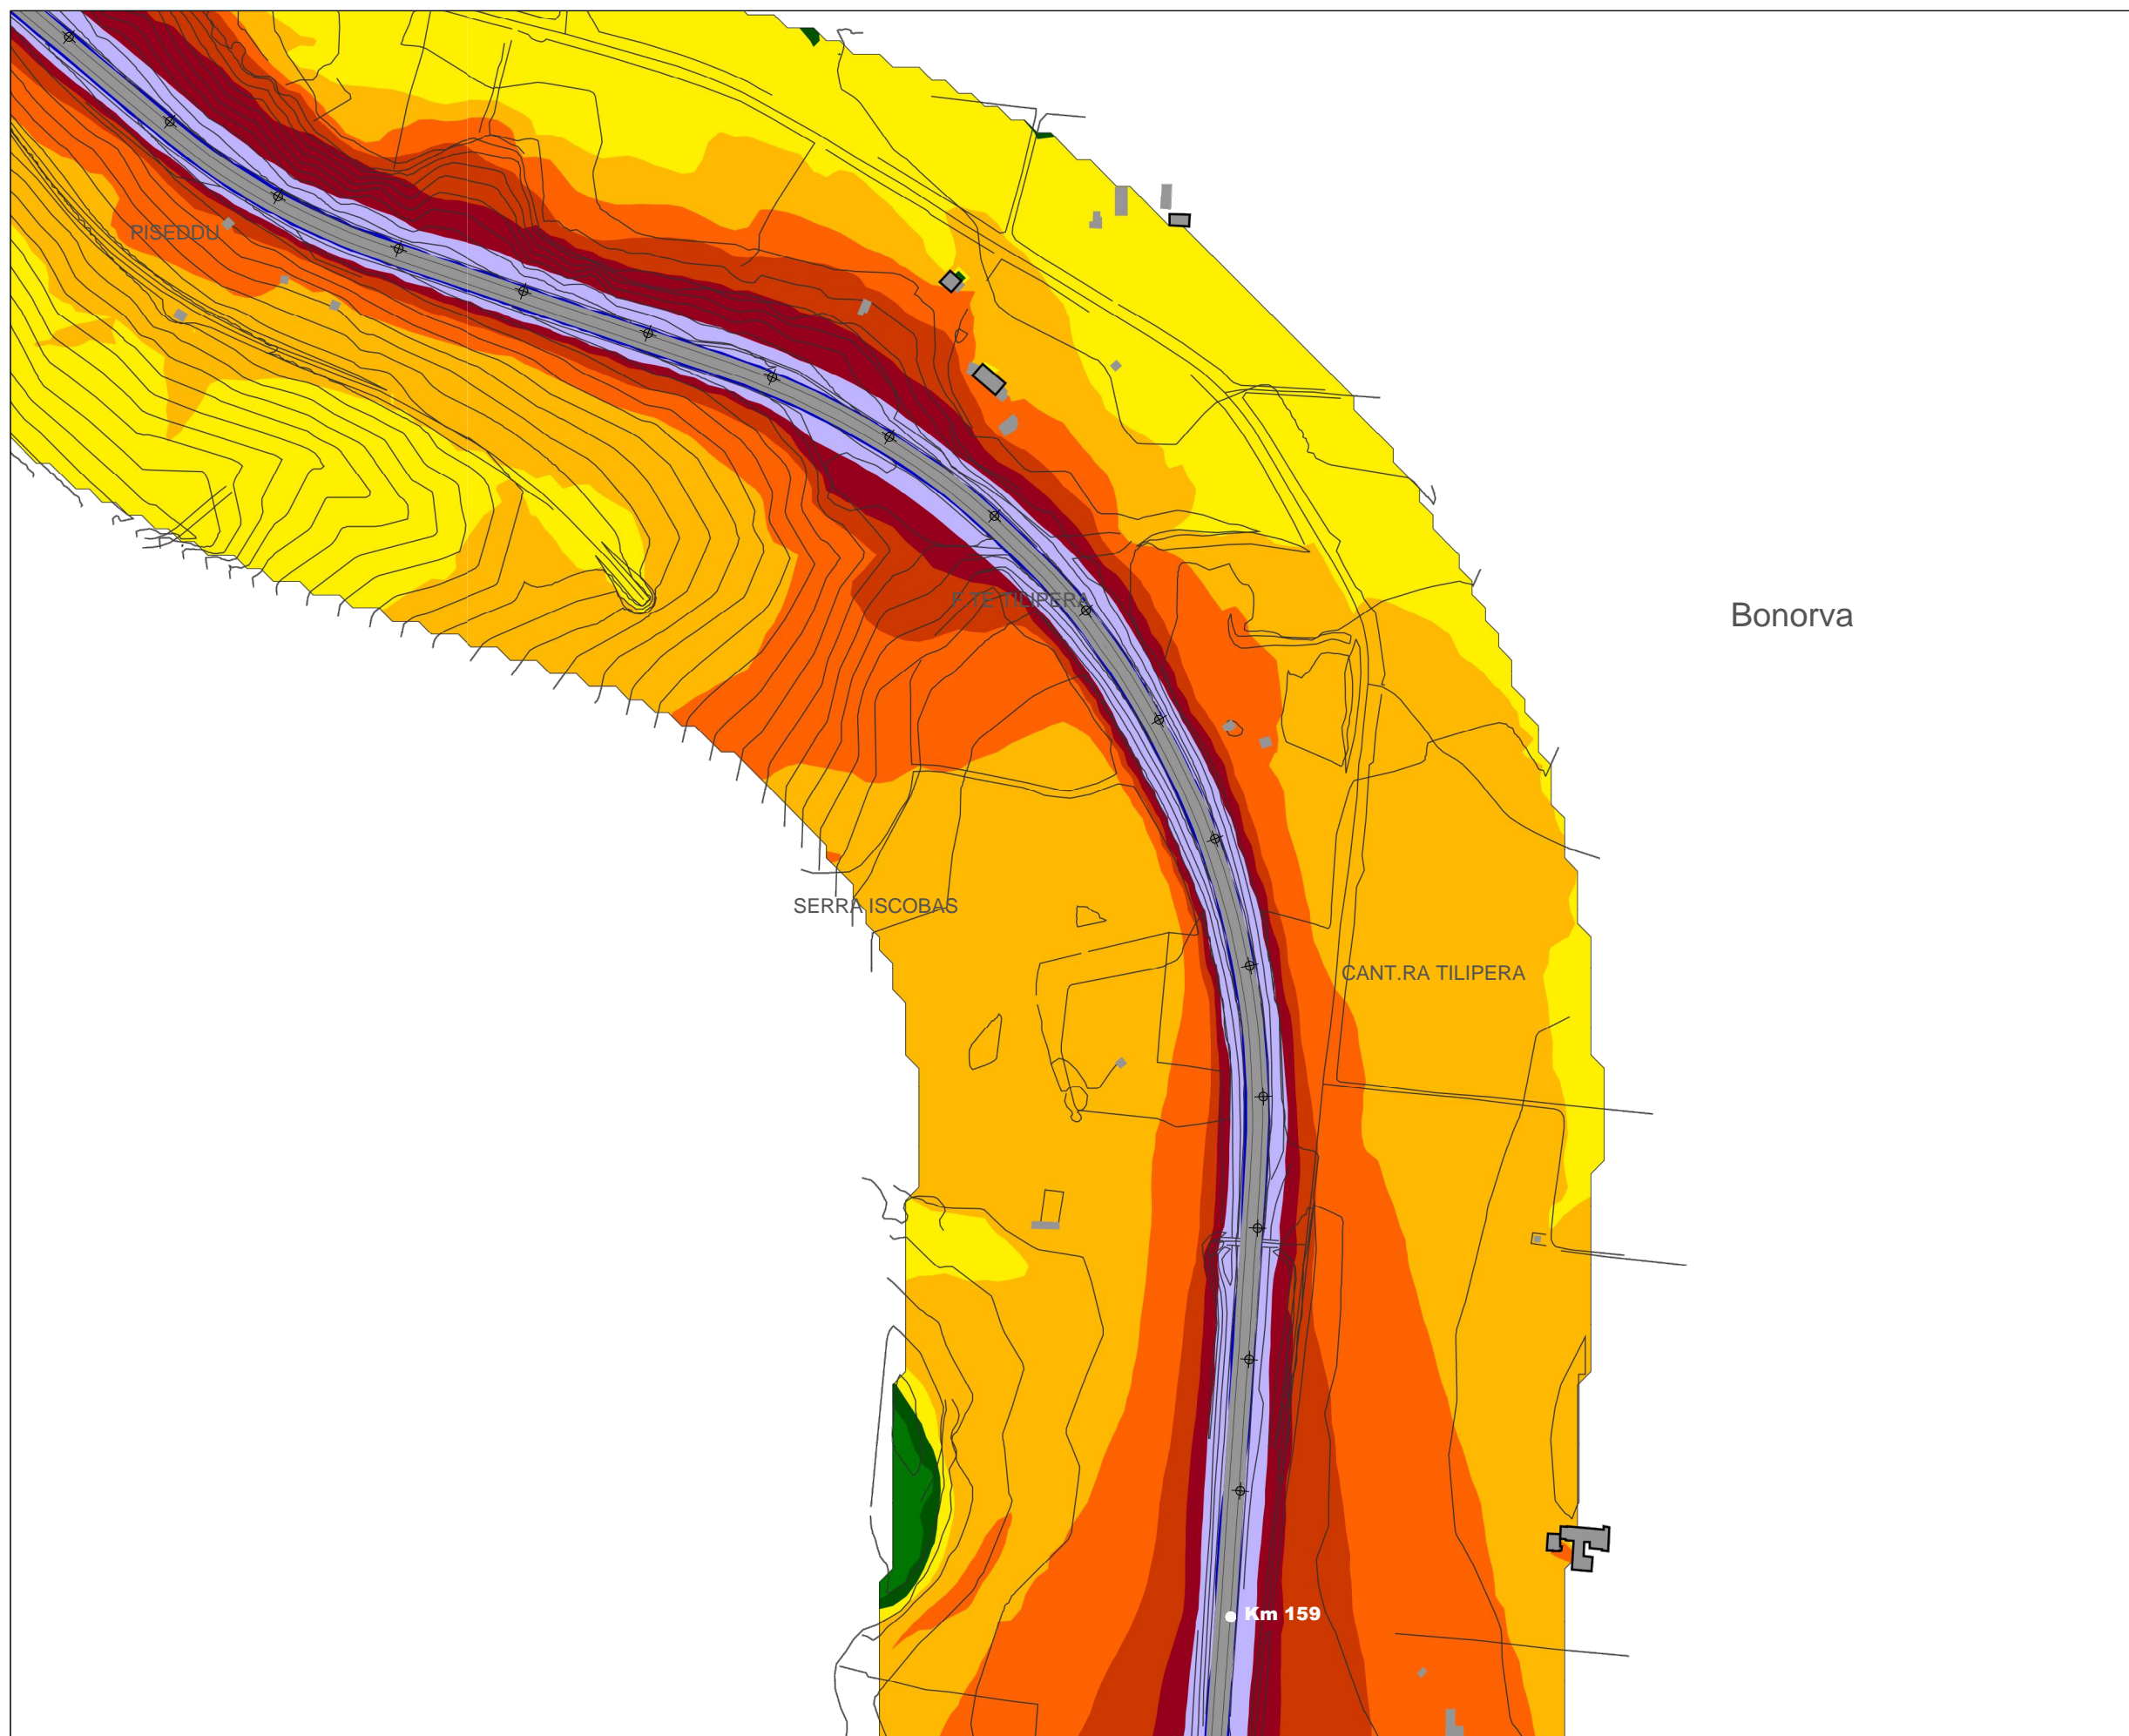 PISEDDU
F.TE TILIPERA
Bonorva
SERRA ISCOBAS
CANT.RA TILIPERA
Km 159